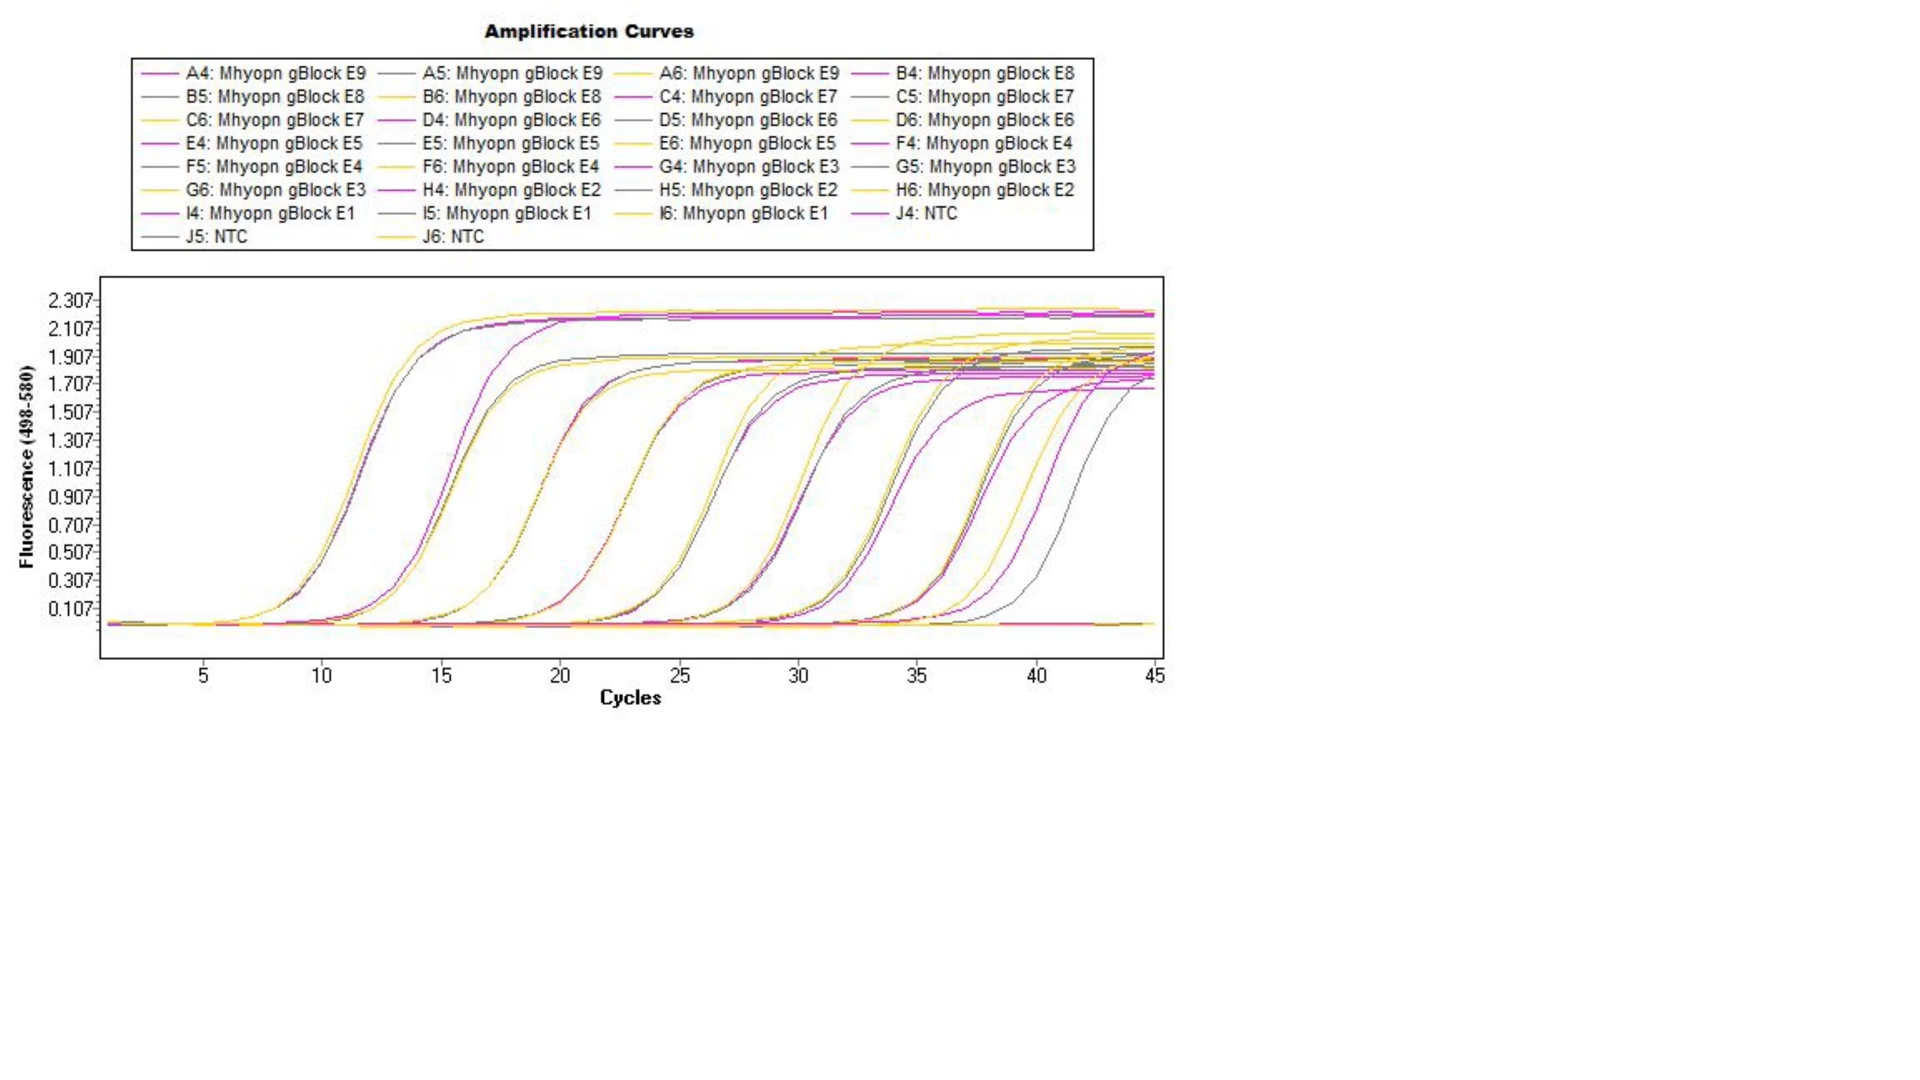 Amplification Curves
A4: Mhyopn gBlock E9 A5: Mhyopn gBlock E9 A6: Mhyopn gBlock E9 B4: Mhyopn gBlock E8
B5: Mhyopn gBlock E8 B6: Mhyopn gBlock E8 C4: Mhyopn gBlock E7 C5: Mhyopn gBlock E7
C6: Mhyopn gBlock E7 D4: Mhyopn gBlock E6 D5: Mhyopn gBlock E6 D6: Mhyopn gBlock E6
E4: Mhyopn gBlock E5 E5: Mhyopn gBlock E5 E6: Mhyopn gBlock E5 F4: Mhyopn gBlock E4
F5: Mhyopn gBlock E4 F6: Mhyopn gBlock E4 G4: Mhyopn gBlock E3 G5: Mhyopn gBlock E3
G6: Mhyopn gBlock E3 H4: Mhyopn gBlock E2 H5: Mhyopn gBlock E2 H6: Mhyopn gBlock E2
I4: Mhyopn gBlock E1 I5: Mhyopn gBlock E1 I6: Mhyopn gBlock E1 J4: NTC
J5: NTC J6: NTC
Fluorescence (498-580)
2.307
2.107
1.907
1.707
1.507
1.307
1.107
0.907
0.707
0.507
0.307
0.107
5 10 15 20 25 30 35 40 45
Cycles